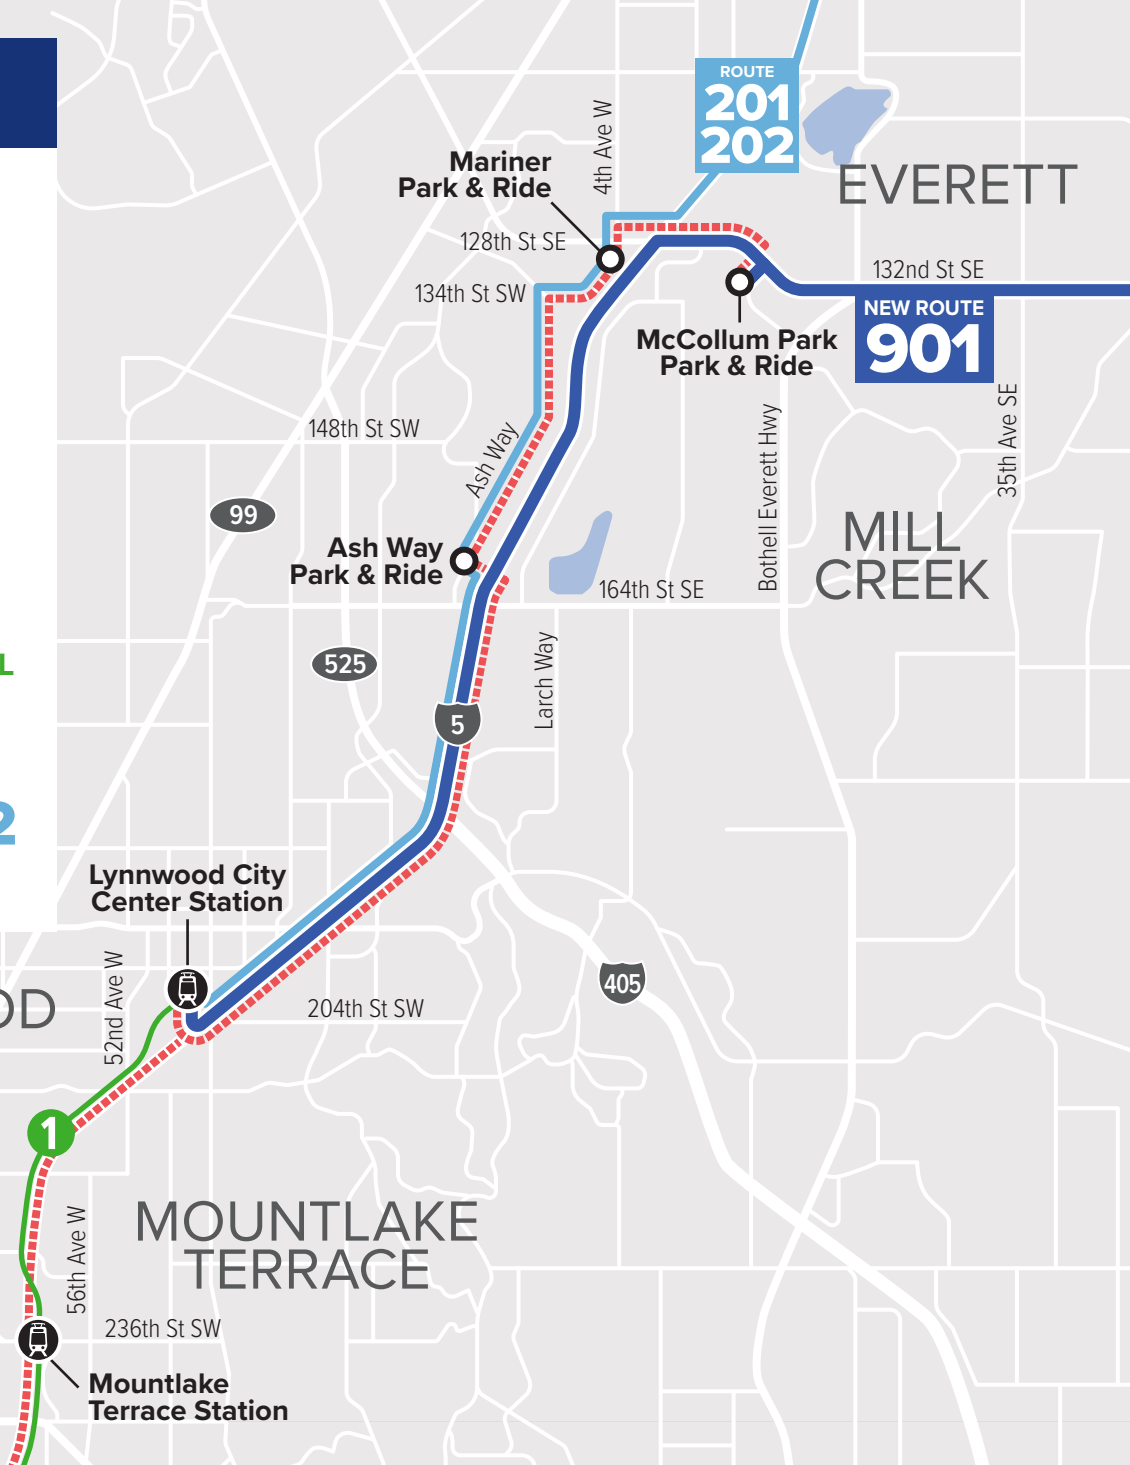 ROUTE
201
202
4th Ave W
Mariner
Park & Ride
EVERETT
128th St SE
132nd St SE
134th St SW
NEW ROUTE
901
McCollum Park
Park & Ride
148th St SW
Ash Way
Bothell Everett Hwy
35th Ave SE
99
MILL
CREEK
Ash Way
Park & Ride
164th St SE
525
L
Larch Way
5
2
Lynnwood City
Center Station
52nd Ave W
405
OD
204th St SW
1
MOUNTLAKE
TERRACE
56th Ave W
236th St SW
Mountlake
Terrace Station